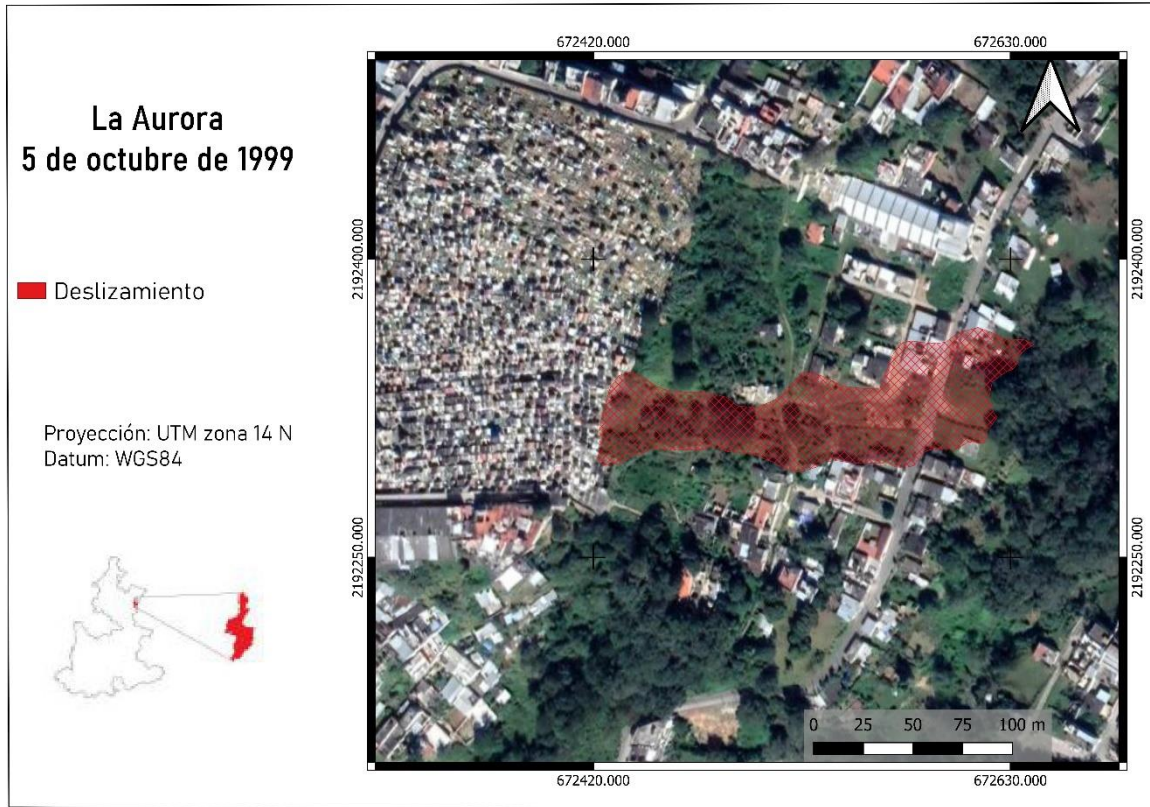 La Aurora
5 de octubre de 1999
Deslizamiento
Proyección: UTM zona 14 N
Datum: WGS84
672420.000 672630.000
2192400.000 2192400.000
2192250.000 2192250.000
0 25 50 75 100 m
672420.000 672630.000